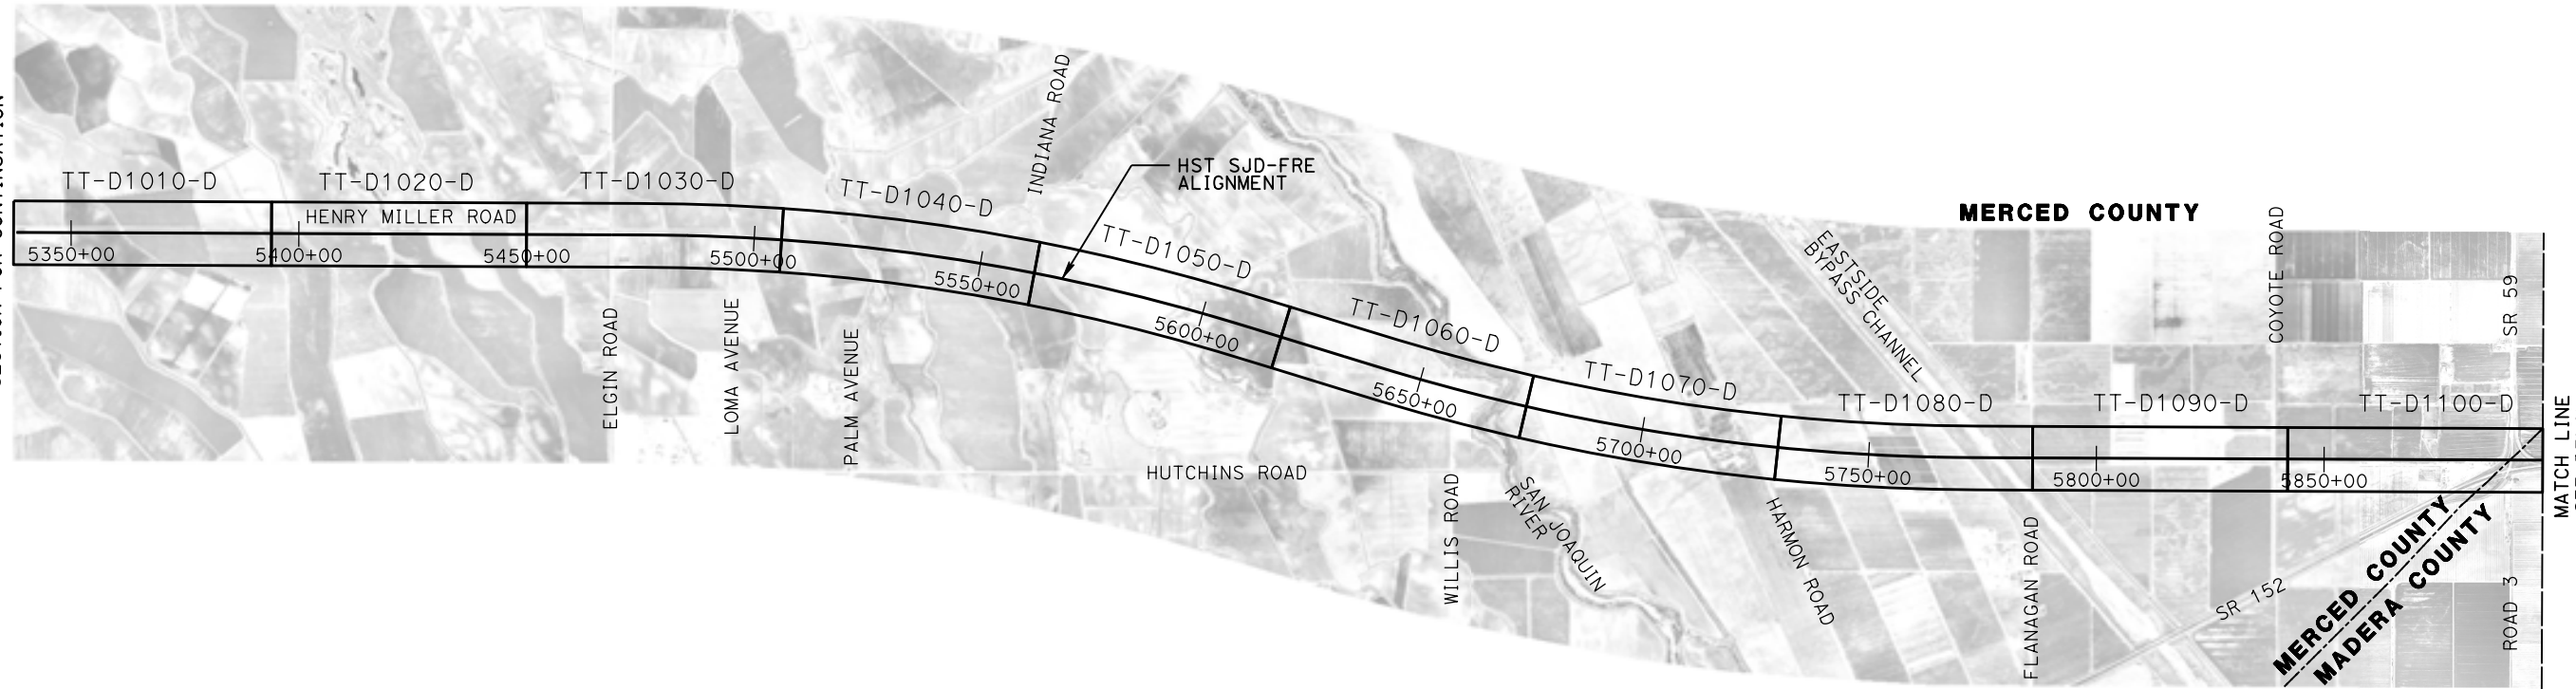 TT-D1010-D
TT-D1020-D
TT-D1030-D
TT-D1040-D
INDIANA ROAD
HST SJD-FRE
ALIGNMENT
TT-D1050-D
TT-D1060-D
TT-D1070-D
EASTSIDE
BYPASS CHANNEL
MERCED COUNTY
COYOTE ROAD
SR 59
TT-D1080-D
TT-D1090-D
TT-D1100-D
MATCH LINE
HENRY MILLER ROAD
5350+00
5400+00
5450+00
5500+00
5550+00
5600+00
5650+00
5700+00
5750+00
5800+00
5850+00
ELGIN ROAD
LOMA AVENUE
PALM AVENUE
HUTCHINS ROAD
WILLIS ROAD
SAN JOAQUIN
RIVER
HARMON ROAD
FLANAGAN ROAD
SR 152
MERCED COUNTY
MADERA COUNTY
ROAD 3